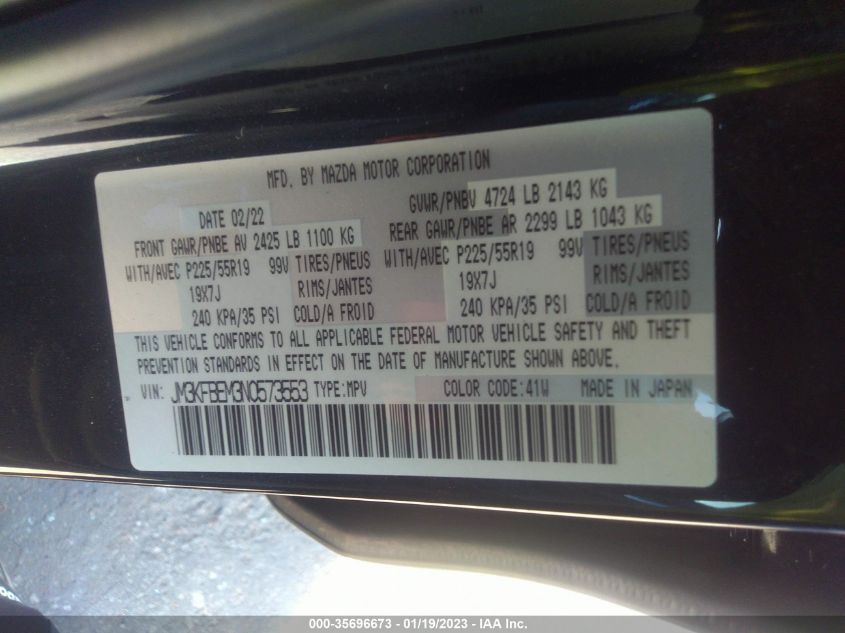 MFD. BY MAZDA MOTOR CORPORATION
DATE 02/22 GVWR/PNBV 4724 LB 2143 KG
FRONT GAWR/PNBE AV 2425 LB 1100 KG REAR GAWR/PNBE AR 2299 LB 1043 KG
WITH/AVEC P225/55R19 99V TIRES/PNEUS WITH/AVEC P225/55R19 99V TIRES/PNEUS
19X7J RIMS/JANTES 19X7J RIMS/JANTES
240 KPA/35 PSI COLD/A FROID 240 KPA/35 PSI COLD/A FROID
THIS VEHICLE CONFORMS TO ALL APPLICABLE FEDERAL MOTOR VEHICLE SAFETY AND THEFT
PREVENTION STANDARDS IN EFFECT ON THE DATE OF MANUFACTURE SHOWN ABOVE.
VIN: JM3KFBEM3N0573553 TYPE:MPV COLOR CODE:41W MADE IN JAPAN
000-35696673 - 01/19/2023 - IAA Inc.